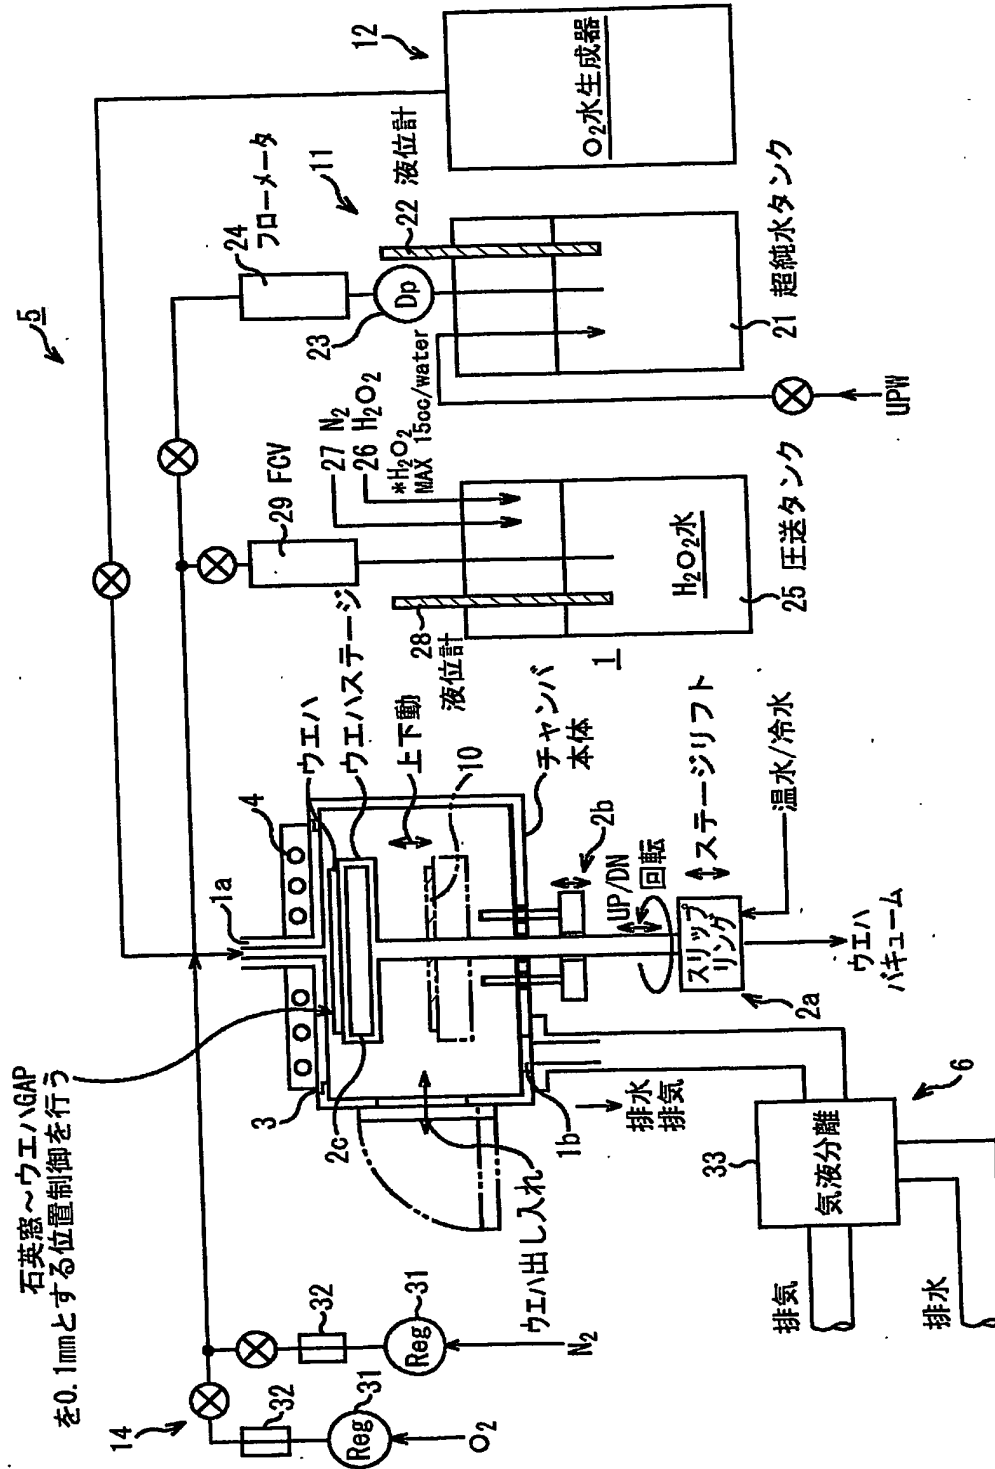 5
12
O₂水生成器
11
24
フローメータ
22 液位計
Dp
23
21 超純水タンク
UPW
29 FCV
27 N₂
26 H₂O₂
*H₂O₂
MAX 15cc/water
H₂O₂水
25 圧送タンク
28
液位計
1
4
1a
ウエハ
ウエハステージ
上下動
10
チャンバ
本体
2b
UP/DN
回転
ステージリフト
スリップ
リング
温水/冷水
2a
ウエハ
バキューム
石英窓~ウエハGAP
を0.1mmとする位置制御を行う
3
2c
1b
排水
排気
ウエハ出し入れ
6
33
気液分離
排気
排水
14
32
31
Reg
N₂
32
31
Reg
O₂